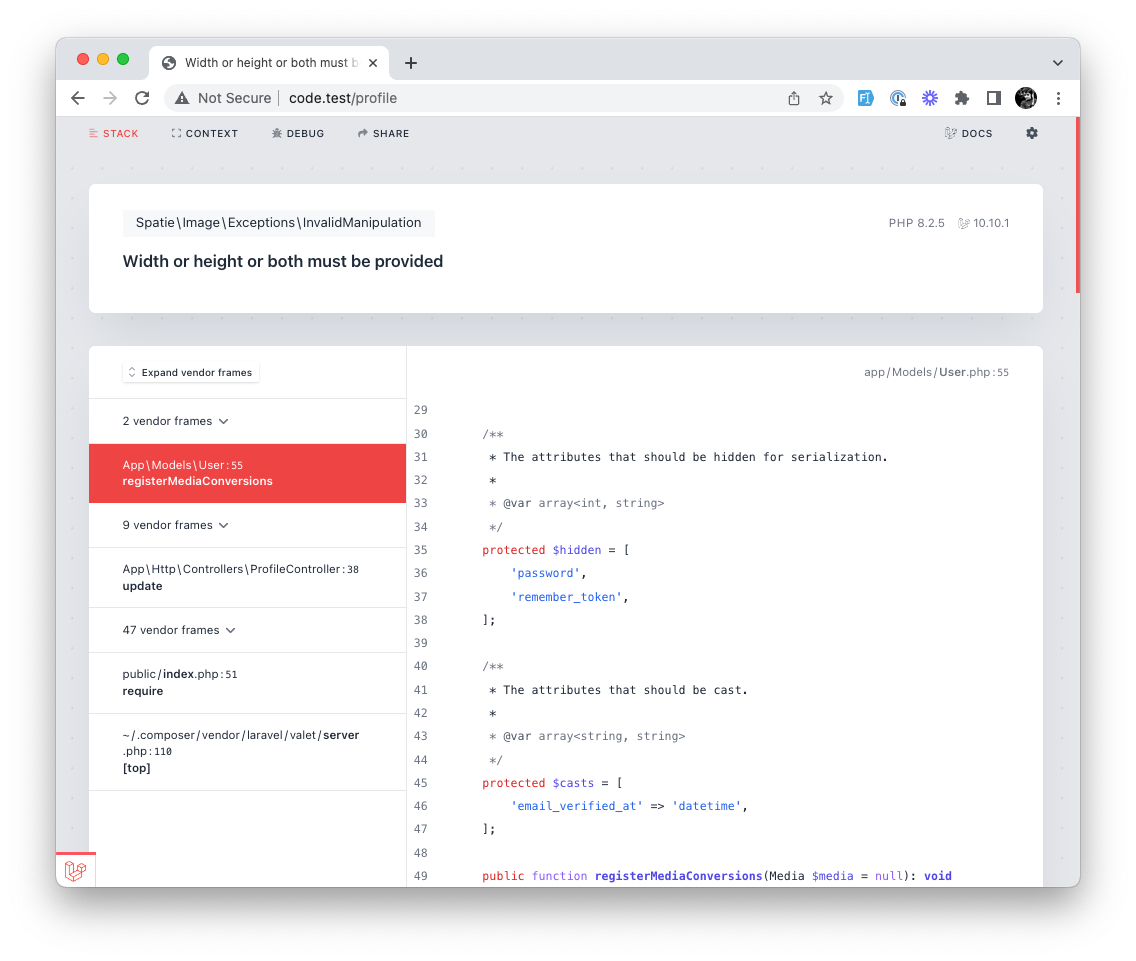 Width or height or both must b
Not Secure
code.test/profile
STACK
CONTEXT
DEBUG
SHARE
DOCS
Spatie\Image\Exceptions\InvalidManipulation
PHP 8.2.5
10.10.1
Width or height or both must be provided
Expand vendor frames
2 vendor frames
App\Models\User:55
registerMediaConversions
9 vendor frames
App\Http\Controllers\ProfileController:38
update
47 vendor frames
public/index.php:51
require
~/.composer/vendor/laravel/valet/server
.php:110
[top]
app/Models/User.php:55
29
30 /**
31 * The attributes that should be hidden for serialization.
32 *
33 * @var array<int, string>
34 */
35 protected $hidden = [
36 'password',
37 'remember_token',
38 ];
39
40 /**
41 * The attributes that should be cast.
42 *
43 * @var array<string, string>
44 */
45 protected $casts = [
46 'email_verified_at' => 'datetime',
47 ];
48
49 public function registerMediaConversions(Media $media = null): void